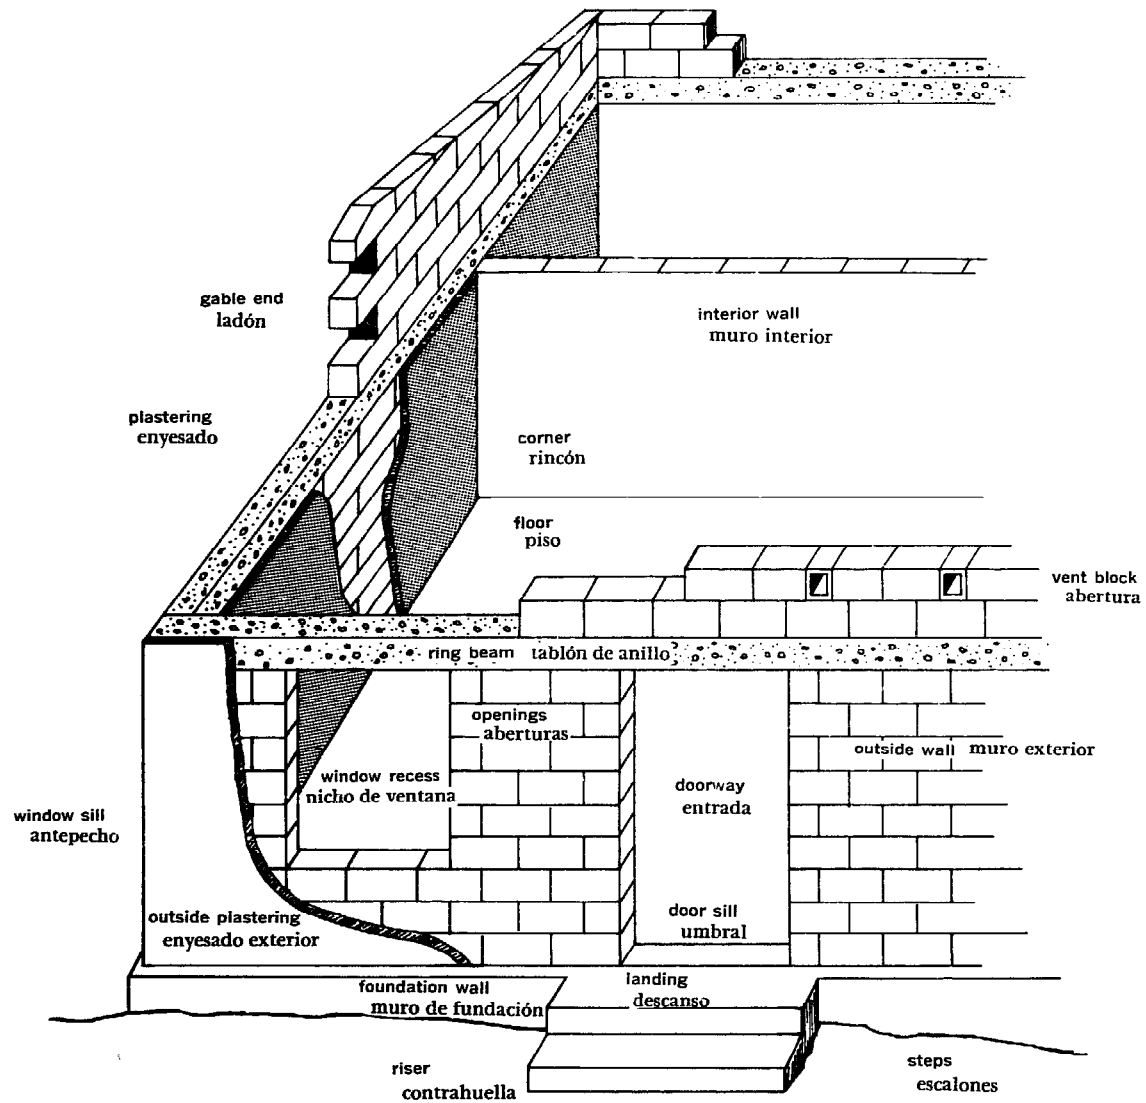 gable end
ladón
interior wall
muro interior
plastering
enyesado
corner
rincón
floor
piso
vent block
abertura
ring beam tablón de anillo
openings
aberturas
outside wall muro exterior
window recess
nicho de ventana
doorway
entrada
window sill
antepecho
door sill
umbral
outside plastering
enyesado exterior
landing
descanso
foundation wall
muro de fundación
riser
contrahuella
steps
escalones